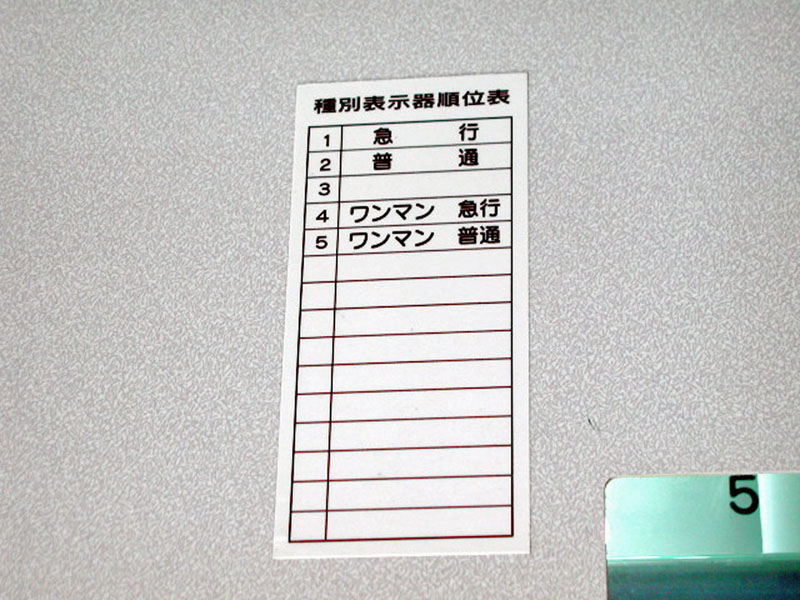 種別表示器順位表
1 急 行
2 普 通
3
4 ワンマン 急行
5 ワンマン 普通
5